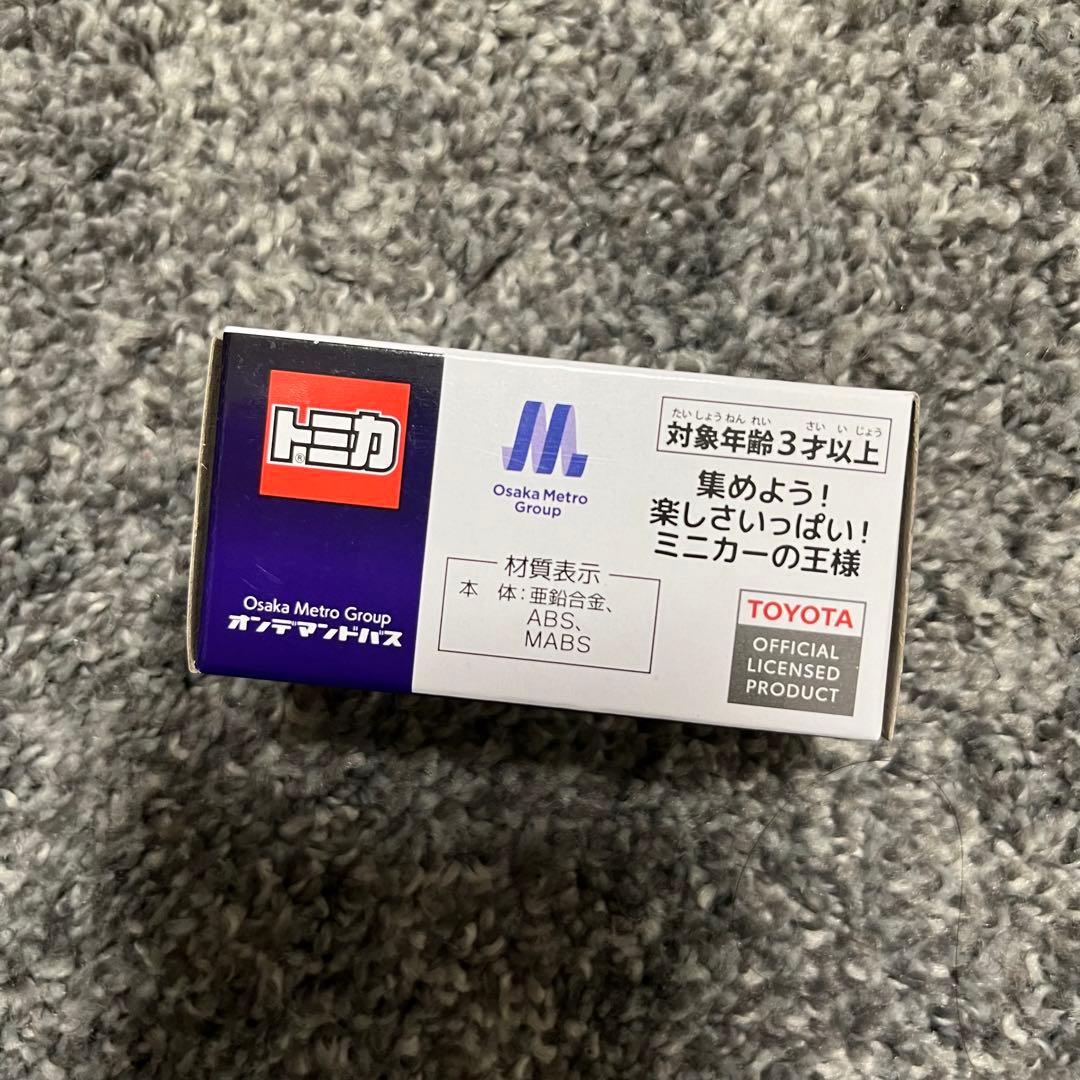 トミカ®
Osaka Metro Group
オンデマンドバス
Osaka Metro
Group
材質表示
本 体：亜鉛合金、
ABS、
MABS
たいしょうねんれい さい い じょう
対象年齢3才以上
集めよう！
楽しさいっぱい！
ミニカーの王様
TOYOTA
OFFICIAL
LICENSED
PRODUCT